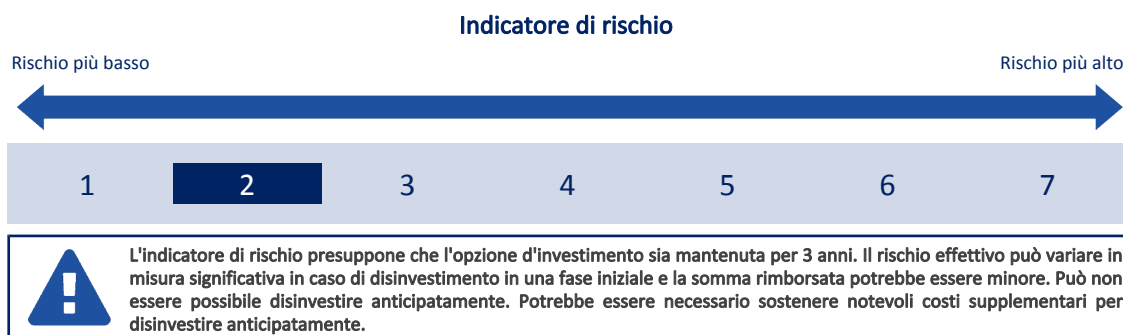 Indicatore di rischio
Rischio più basso
Rischio più alto
1 2 3 4 5 6 7
L'indicatore di rischio presuppone che l'opzione d'investimento sia mantenuta per 3 anni. Il rischio effettivo può variare in
misura significativa in caso di disinvestimento in una fase iniziale e la somma rimborsata potrebbe essere minore. Può non
essere possibile disinvestire anticipatamente. Potrebbe essere necessario sostenere notevoli costi supplementari per
disinvestire anticipatamente.